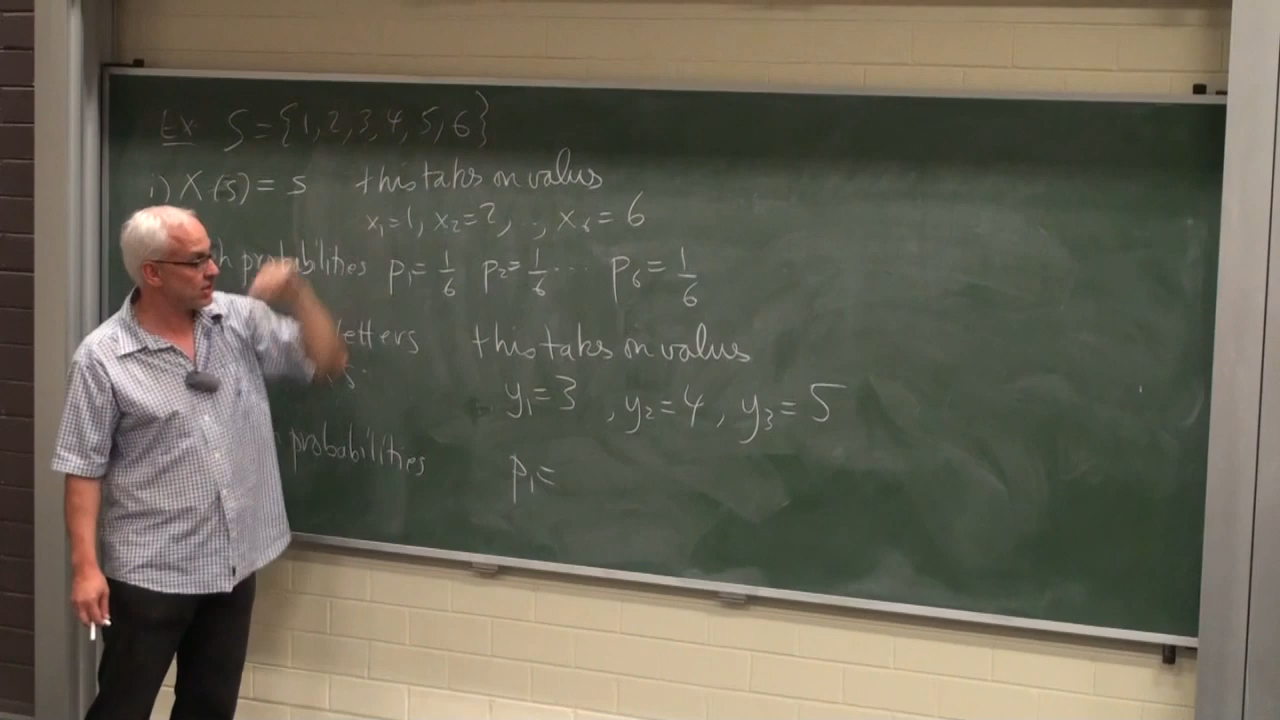 Ex S={1,2,3,4,5,6}
i) X(s) = s this takes on values
x₁=1, x₂=2, .., x₆=6
probabilities p₁=1/6 p₂=1/6 ... p₆=1/6
letters this takes on values
y₁=3, y₂=4, y₃=5
probabilities p₁=